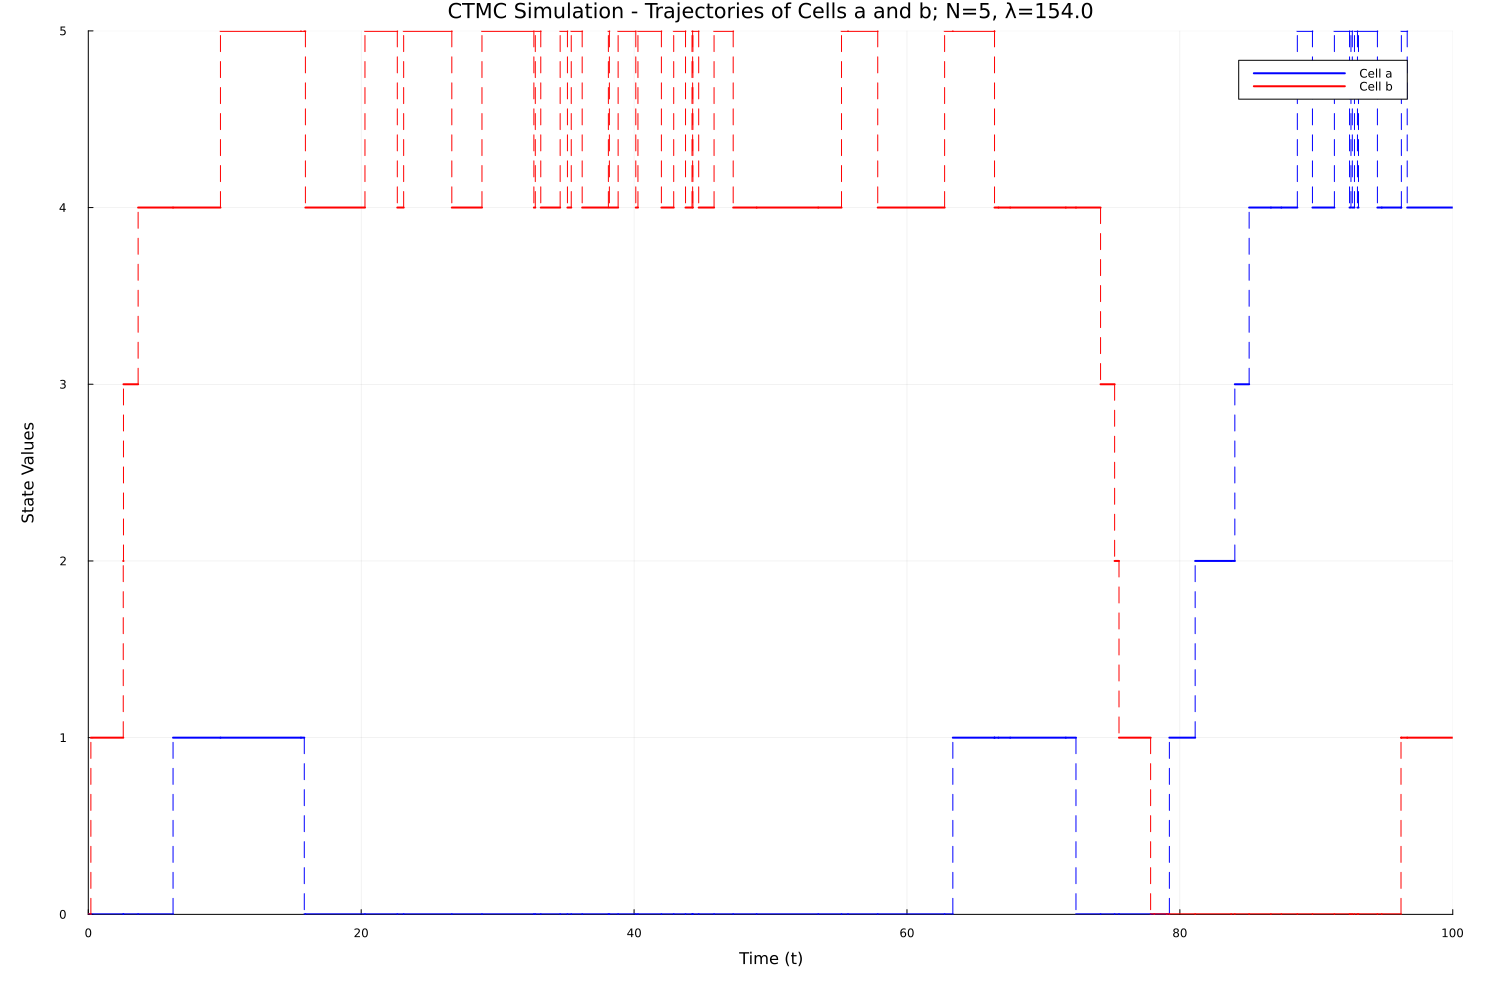 CTMC Simulation - Trajectories of Cells a and b; N=5, λ=154.0
5
Cell a
Cell b
4
3
State Values
2
1
0
0 20 40 60 80 100
Time (t)